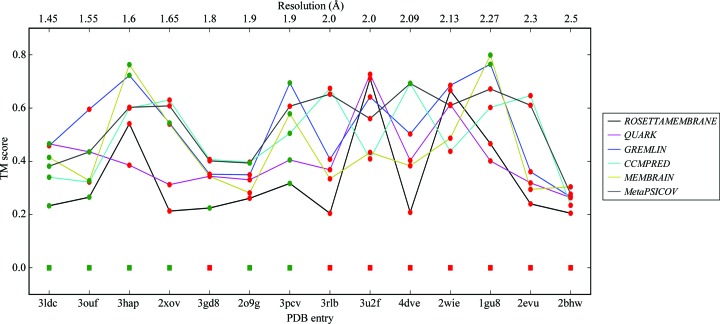 Resolution (Å)
1.45 1.55 1.6 1.65 1.8 1.9 1.9 2.0 2.0 2.09 2.13 2.27 2.3 2.5
TM score
0.8
0.6
0.4
0.2
0.0
ROSETTAMEMBRANE
QUARK
GREMLIN
CCMPRED
MEMBRAIN
MetaPSICOV
3ldc 3ouf 3hap 2xov 3gd8 2o9g 3pcv 3rlb 3u2f 4dve 2wie 1gu8 2evu 2bhw
PDB entry